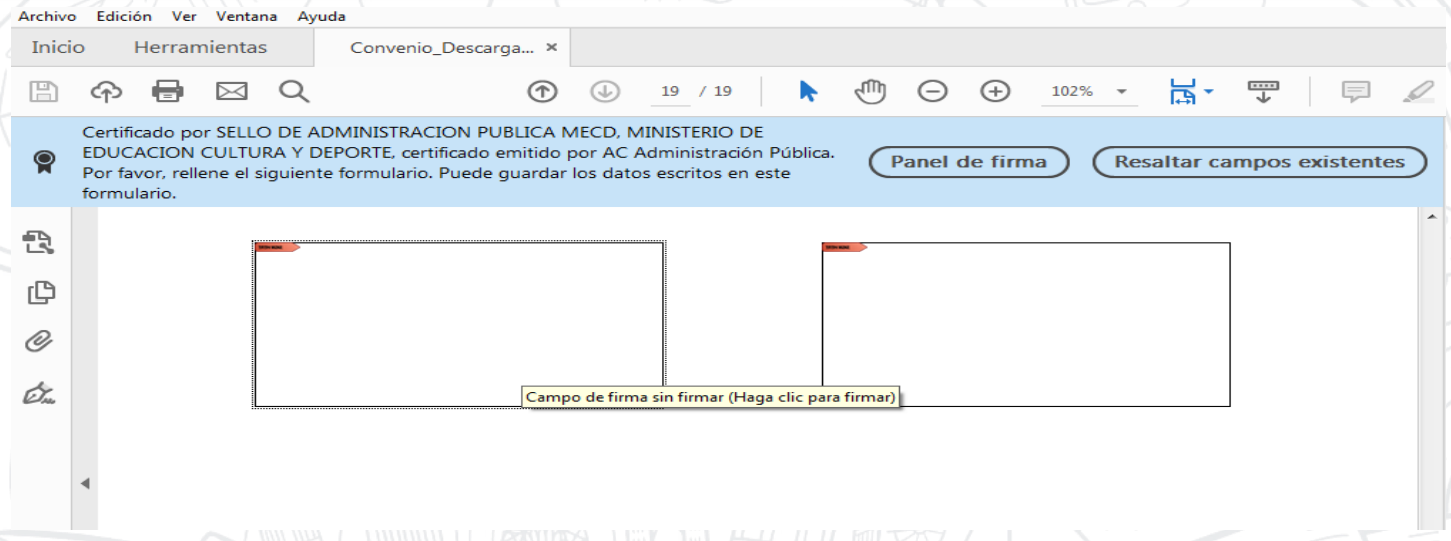 Archivo Edición Ver Ventana Ayuda
Inicio Herramientas Convenio_Descarga... ×
19 / 19 102%
Certificado por SELLO DE ADMINISTRACION PUBLICA MECD, MINISTERIO DE
EDUCACION CULTURA Y DEPORTE, certificado emitido por AC Administración Pública.
Por favor, rellene el siguiente formulario. Puede guardar los datos escritos en este
formulario.
Panel de firma Resaltar campos existentes
Campo de firma sin firmar (Haga clic para firmar)